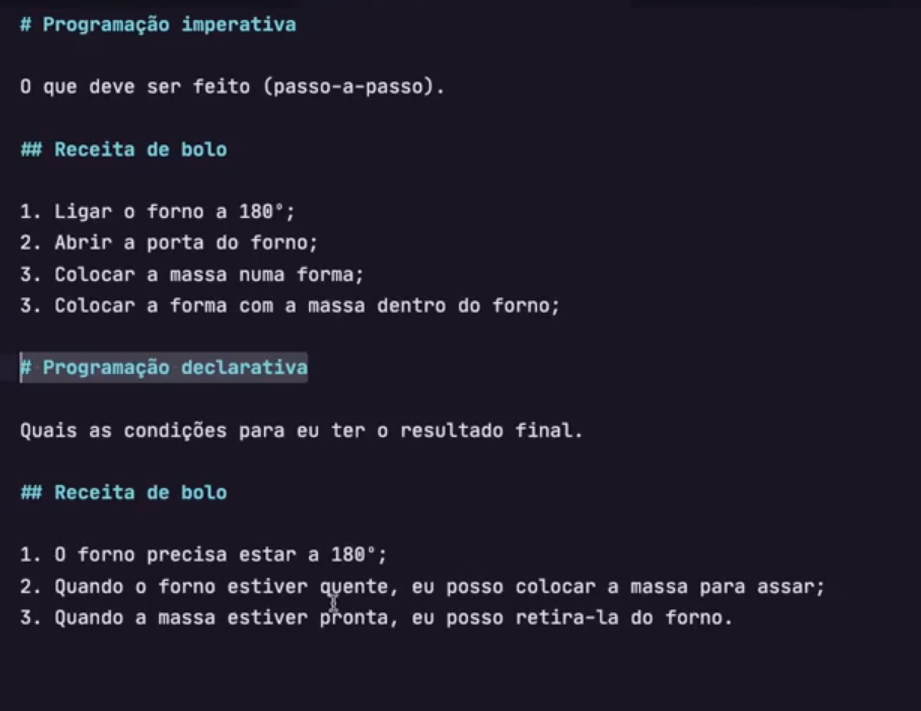 # Programação imperativa
O que deve ser feito (passo-a-passo).
## Receita de bolo
1. Ligar o forno a 180°;
2. Abrir a porta do forno;
3. Colocar a massa numa forma;
3. Colocar a forma com a massa dentro do forno;
# Programação declarativa
Quais as condições para eu ter o resultado final.
## Receita de bolo
1. O forno precisa estar a 180°;
2. Quando o forno estiver quente, eu posso colocar a massa para assar;
3. Quando a massa estiver pronta, eu posso retira-la do forno.